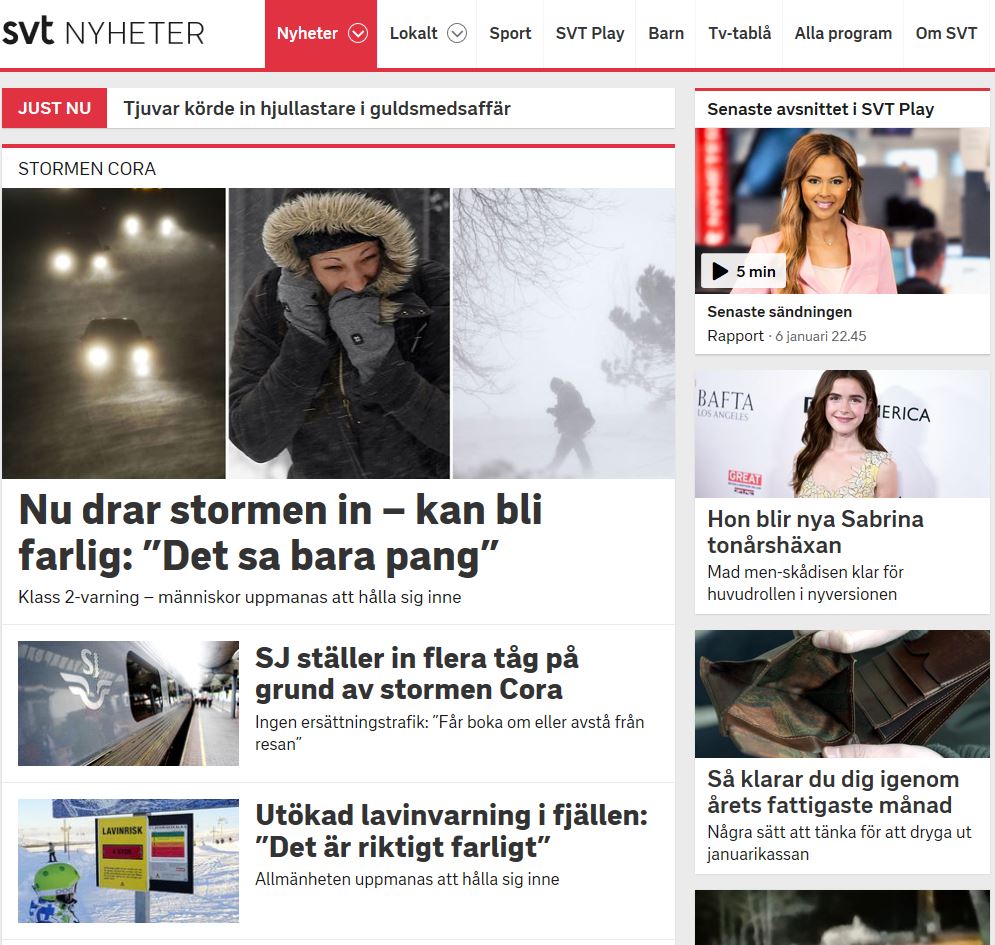 svt NYHETER
Nyheter
Lokalt
Sport
SVT Play
Barn
Tv-tablå
Alla program
Om SVT
JUST NU
Tjuvar körde in hjullastare i guldsmedsaffär
STORMEN CORA
Nu drar stormen in – kan bli
farlig: ”Det sa bara pang”
Klass 2-varning – människor uppmanas att hålla sig inne
SJ
SJ ställer in flera tåg på
grund av stormen Cora
Ingen ersättningstrafik: ”Får boka om eller avstå från
resan”
LAVINRISK
Utökad lavinvarning i fjällen:
”Det är riktigt farligt”
Allmänheten uppmanas att hålla sig inne
Senaste avsnittet i SVT Play
5 min
Senaste sändningen
Rapport · 6 januari 22.45
BAFTA
LOS ANGELES
MERICA
GREAT
Hon blir nya Sabrina
tonårshäxan
Mad men-skådisen klar för
huvudrollen i nyversionen
Så klarar du dig igenom
årets fattigaste månad
Några sätt att tänka för att dryga ut
januarikassan